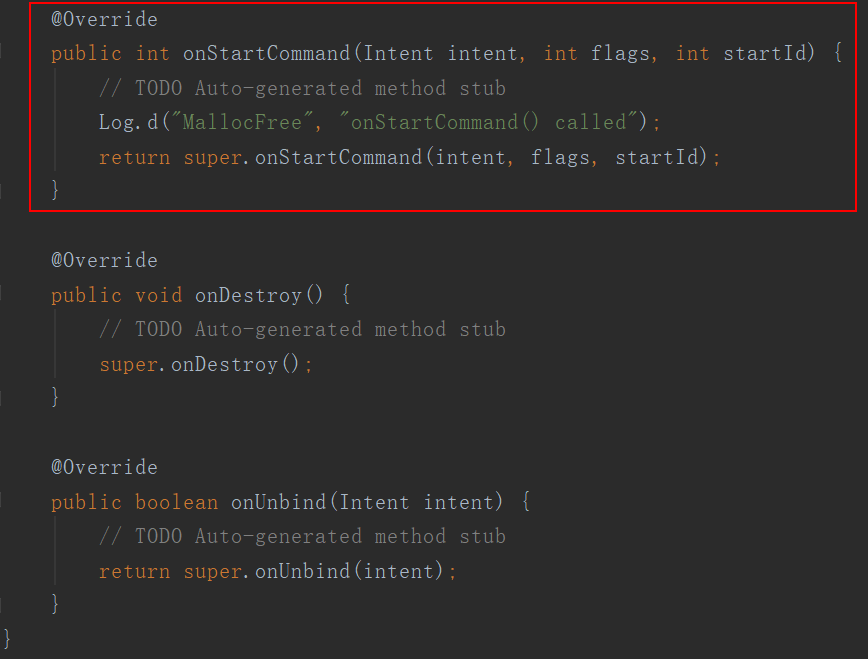 @Override
public int onStartCommand(Intent intent, int flags, int startId) {
// TODO Auto-generated method stub
Log.d("MallocFree", "onStartCommand() called");
return super.onStartCommand(intent, flags, startId);
}
@Override
public void onDestroy() {
// TODO Auto-generated method stub
super.onDestroy();
}
@Override
public boolean onUnbind(Intent intent) {
// TODO Auto-generated method stub
return super.onUnbind(intent);
}
}